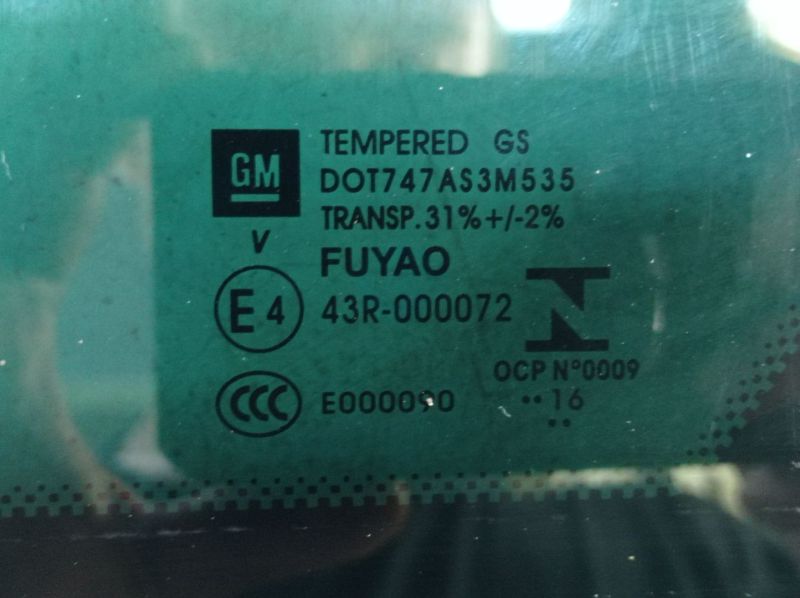 GM
TEMPERED GS
DOT747AS3M535
TRANSP.31%+/-2%
V
FUYAO
E4
43R-000072
N
OCP N°0009
CCC
E000090
··16
··